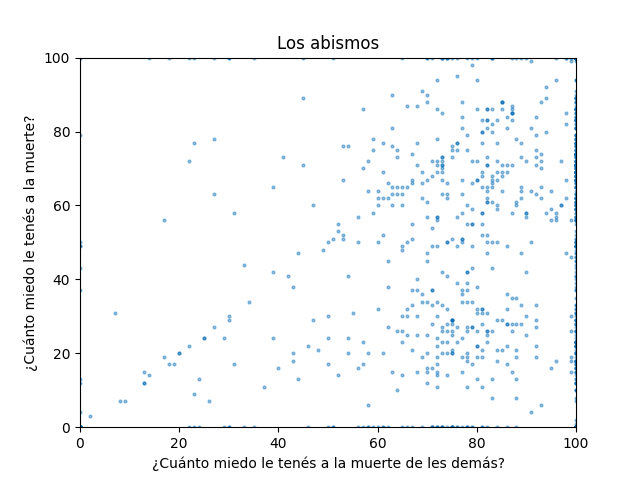 Los abismos
¿Cuánto miedo le tenés a la muerte?
100
80
60
40
20
0
0 20 40 60 80 100
¿Cuánto miedo le tenés a la muerte de les demás?